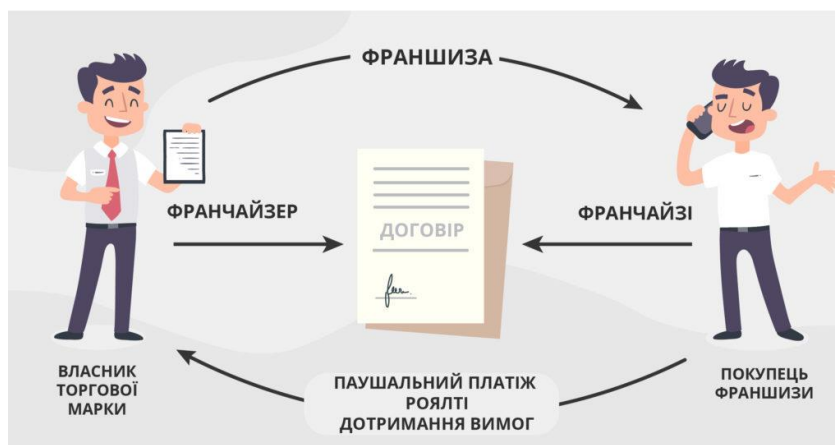 ФРАНШИЗА
ФРАНЧАЙЗЕР
ДОГОВІР
ФРАНЧАЙЗІ
ВЛАСНИК
ТОРГОВОЇ
МАРКИ
ПАУШАЛЬНИЙ ПЛАТІЖ
РОЯЛТІ
ДОТРИМАННЯ ВИМОГ
ПОКУПЕЦЬ
ФРАНШИЗИ